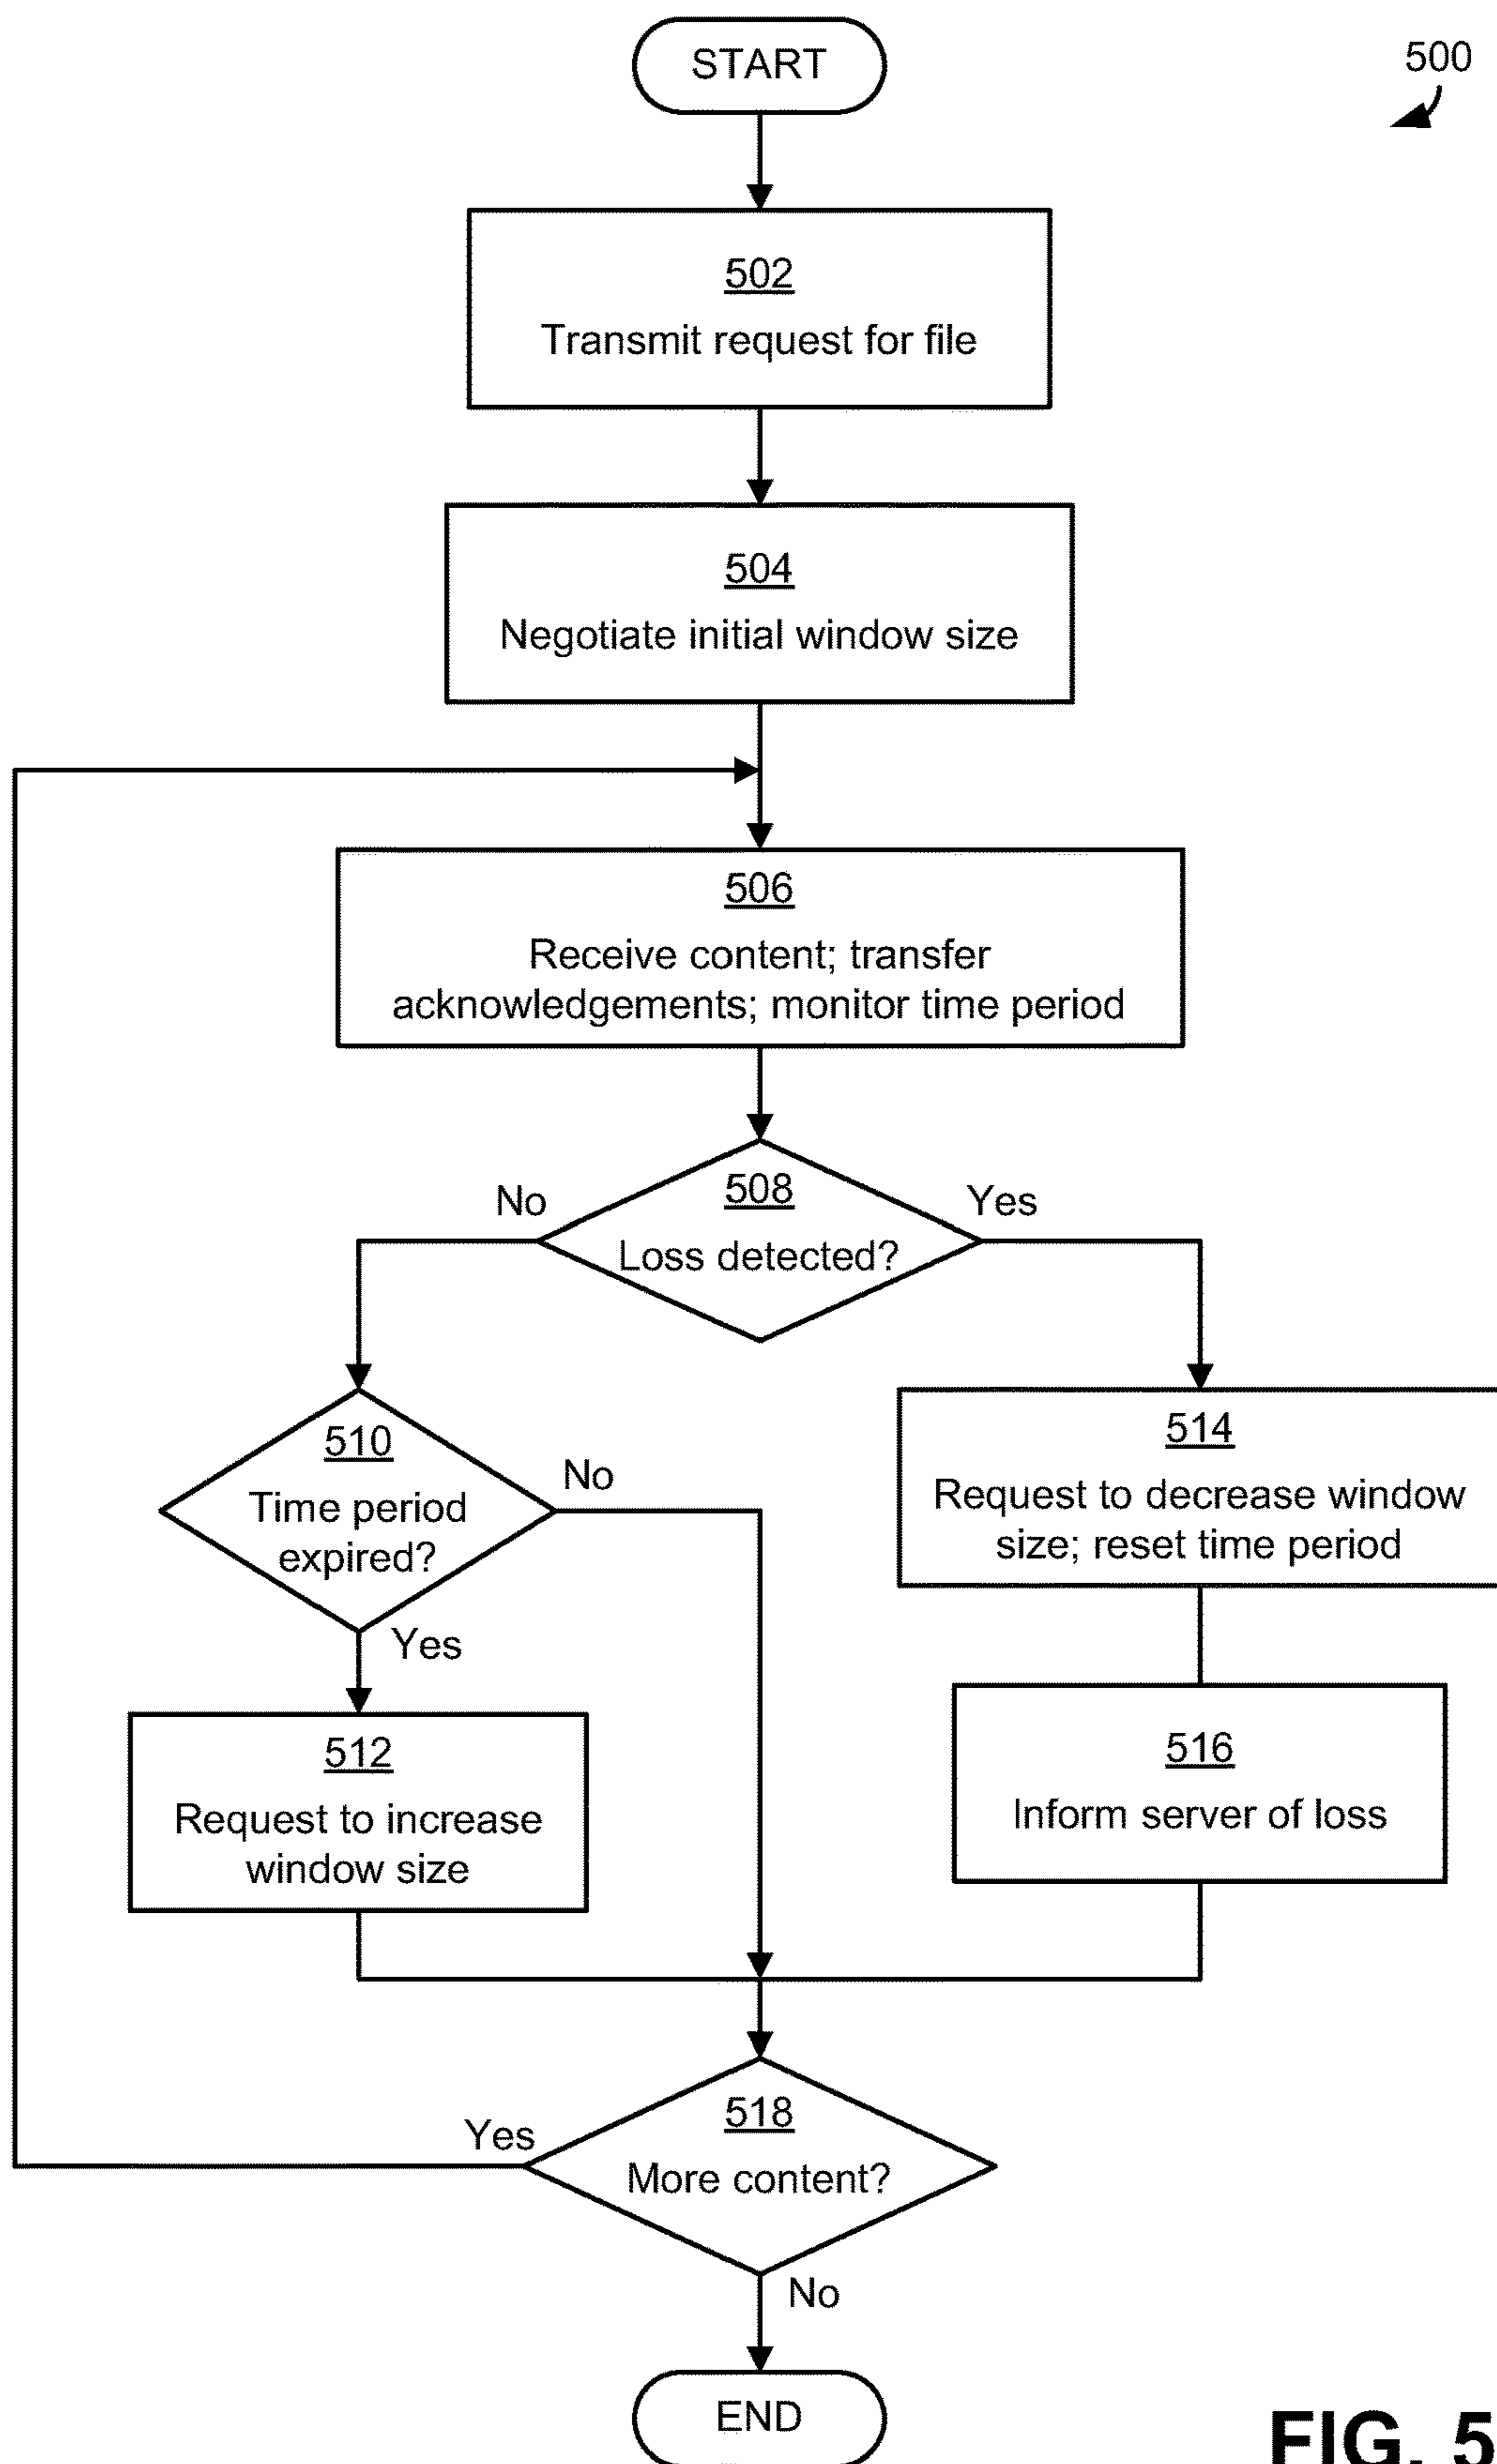 START
500
502
Transmit request for file
504
Negotiate initial window size
506
Receive content; transfer
acknowledgements; monitor time period
508
Loss detected?
No
Yes
510
Time period
expired?
No
Yes
514
Request to decrease window
size; reset time period
512
Request to increase
window size
516
Inform server of loss
518
More content?
Yes
No
END
FIG. 5